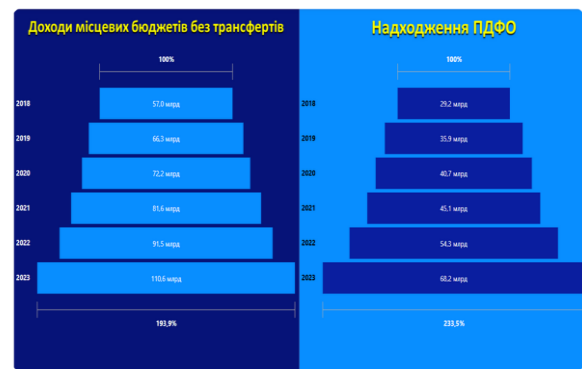 Доходи місцевих бюджетів без трансфертів
100%
2018
57,0 млрд
2019
66,3 млрд
2020
72,2 млрд
2021
81,6 млрд
2022
91,5 млрд
2023
110,6 млрд
193,9%
Надходження ПДФО
100%
2018
29,2 млрд
2019
35,9 млрд
2020
40,7 млрд
2021
45,1 млрд
2022
54,3 млрд
2023
68,2 млрд
233,5%